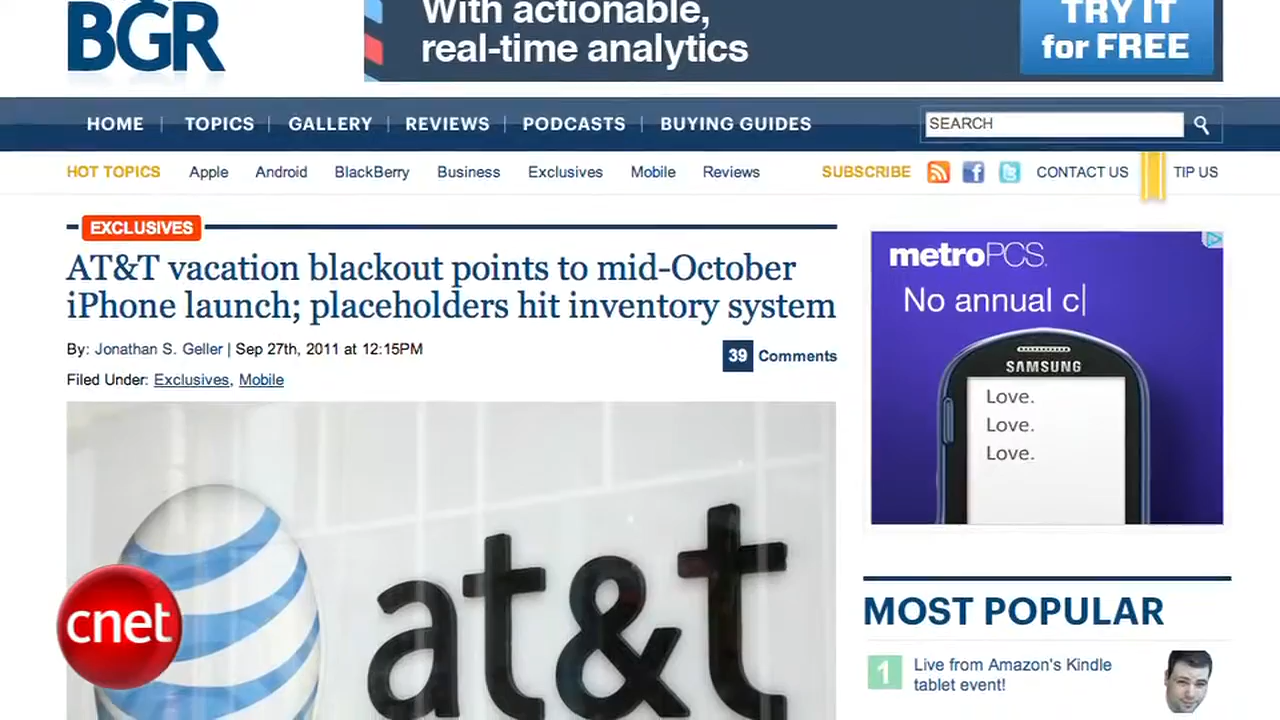 BGR
With actionable,
real-time analytics
TRY IT
for FREE
HOME | TOPICS | GALLERY | REVIEWS | PODCASTS | BUYING GUIDES
SEARCH
HOT TOPICS Apple Android BlackBerry Business Exclusives Mobile Reviews
SUBSCRIBE CONTACT US TIP US
EXCLUSIVES
AT&T vacation blackout points to mid-October
iPhone launch; placeholders hit inventory system
By: Jonathan S. Geller | Sep 27th, 2011 at 12:15PM
39 Comments
Filed Under: Exclusives, Mobile
at&t
cnet
metroPCS.
No annual c
SAMSUNG
Love.
Love.
Love.
MOST POPULAR
1 Live from Amazon's Kindle
tablet event!